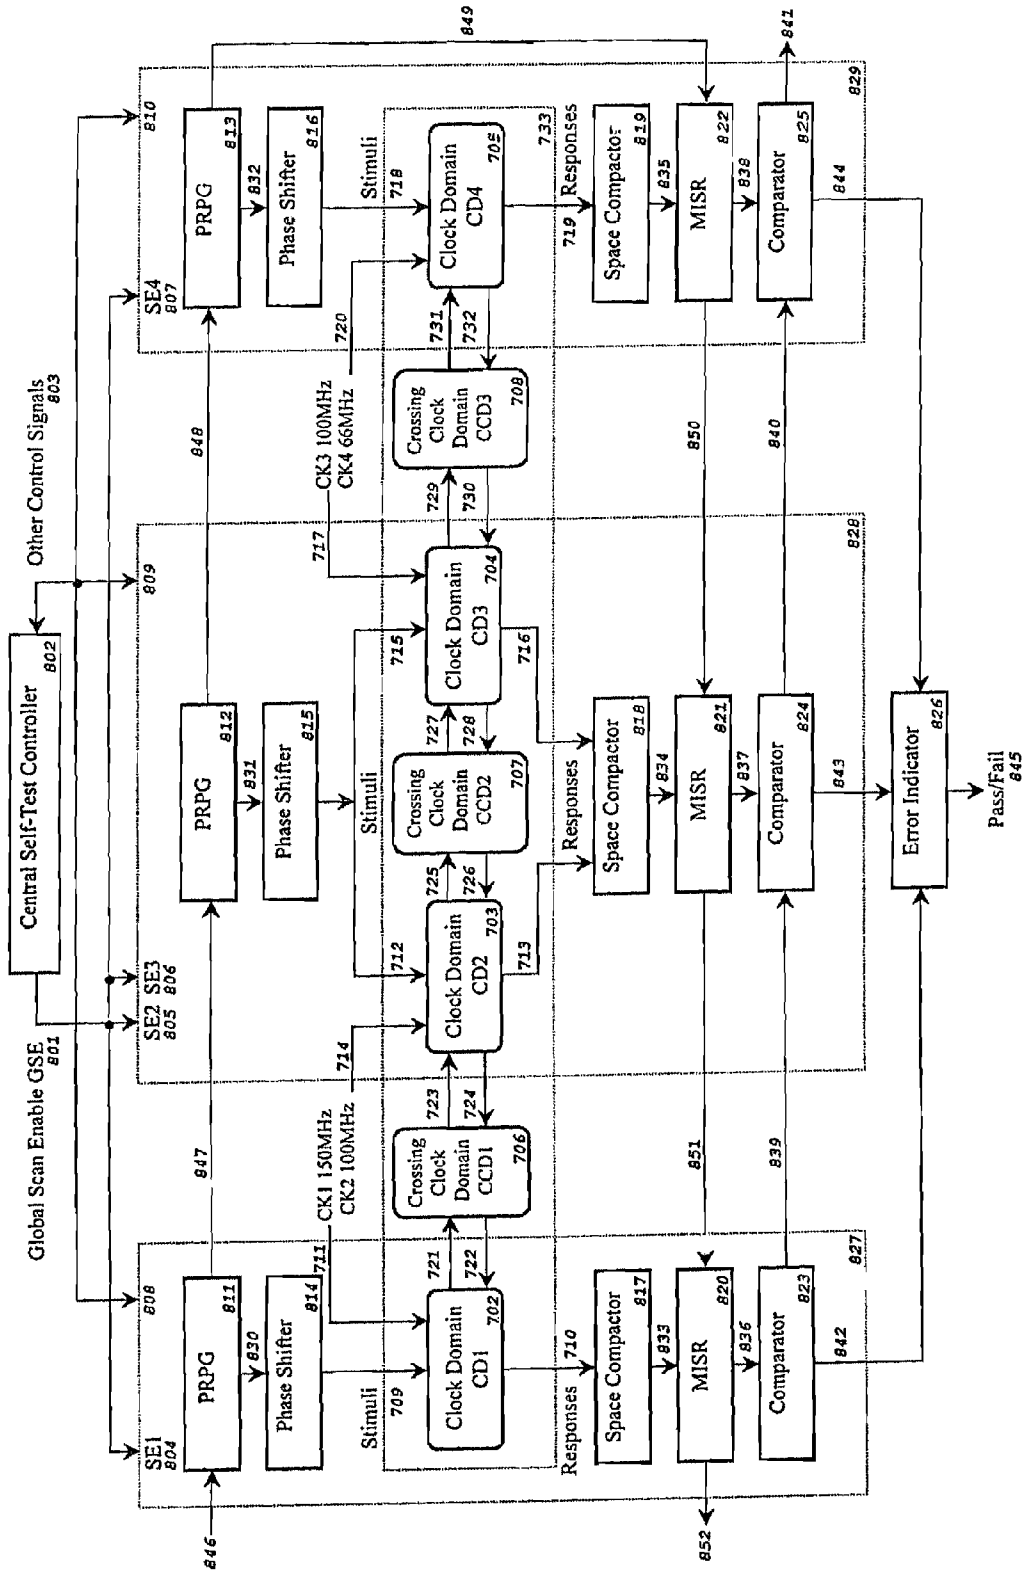 Central Self-Test Controller
802
Global Scan Enable GSE
801
Other Control Signals
803
SE1
804
808
SE2
805
SE3
806
809
SE4
807
810
846
PRPG
811
847
PRPG
812
848
PRPG
813
849
830
831
832
Phase Shifter
814
Phase Shifter
815
Phase Shifter
816
711
CK1 150MHz
CK2 100MHz
714
717
CK3 100MHz
CK4 66MHz
720
Stimuli
709
Stimuli
712
715
Stimuli
718
Clock Domain
CD1
702
721
722
Crossing
Clock
Domain
CCD1
706
723
724
Clock Domain
CD2
703
725
726
Crossing
Clock
Domain
CCD2
707
727
728
Clock Domain
CD3
704
729
730
Crossing
Clock
Domain
CCD3
708
731
732
Clock Domain
CD4
705
733
Responses
710
713
Responses
716
719
Responses
Space Compactor
817
Space Compactor
818
Space Compactor
819
833
834
835
852
MISR
820
851
MISR
821
850
MISR
822
836
837
838
Comparator
823
839
Comparator
824
840
Comparator
825
841
827
828
829
842
843
844
Error Indicator
826
Pass/Fail
845